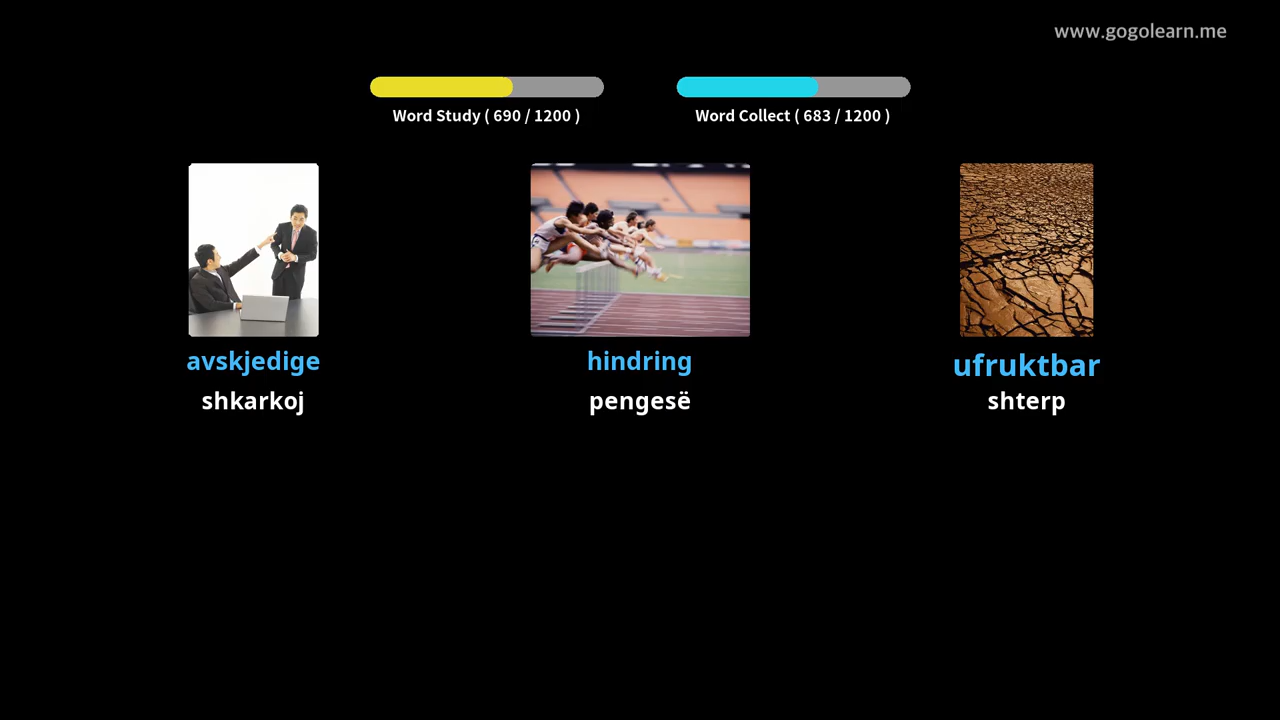 www.gogolearn.me
Word Study ( 690 / 1200 )
Word Collect ( 683 / 1200 )
avskjedige
shkarkoj
hindring
pengesë
ufruktbar
shterp